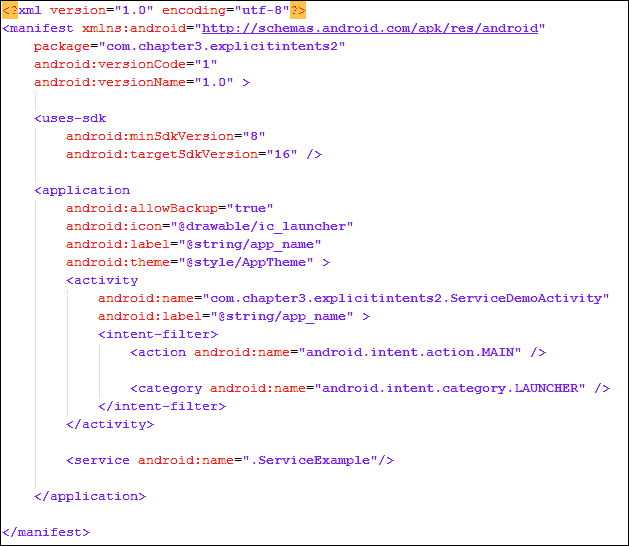 <?xml version="1.0" encoding="utf-8"?>
<manifest xmlns:android="http://schemas.android.com/apk/res/android"
    package="com.chapter3.explicitintents2"
    android:versionCode="1"
    android:versionName="1.0" >

    <uses-sdk
        android:minSdkVersion="8"
        android:targetSdkVersion="16" />

    <application
        android:allowBackup="true"
        android:icon="@drawable/ic_launcher"
        android:label="@string/app_name"
        android:theme="@style/AppTheme" >
        <activity
            android:name="com.chapter3.explicitintents2.ServiceDemoActivity"
            android:label="@string/app_name" >
            <intent-filter>
                <action android:name="android.intent.action.MAIN" />

                <category android:name="android.intent.category.LAUNCHER" />
            </intent-filter>
        </activity>

        <service android:name=".ServiceExample"/>

    </application>

</manifest>